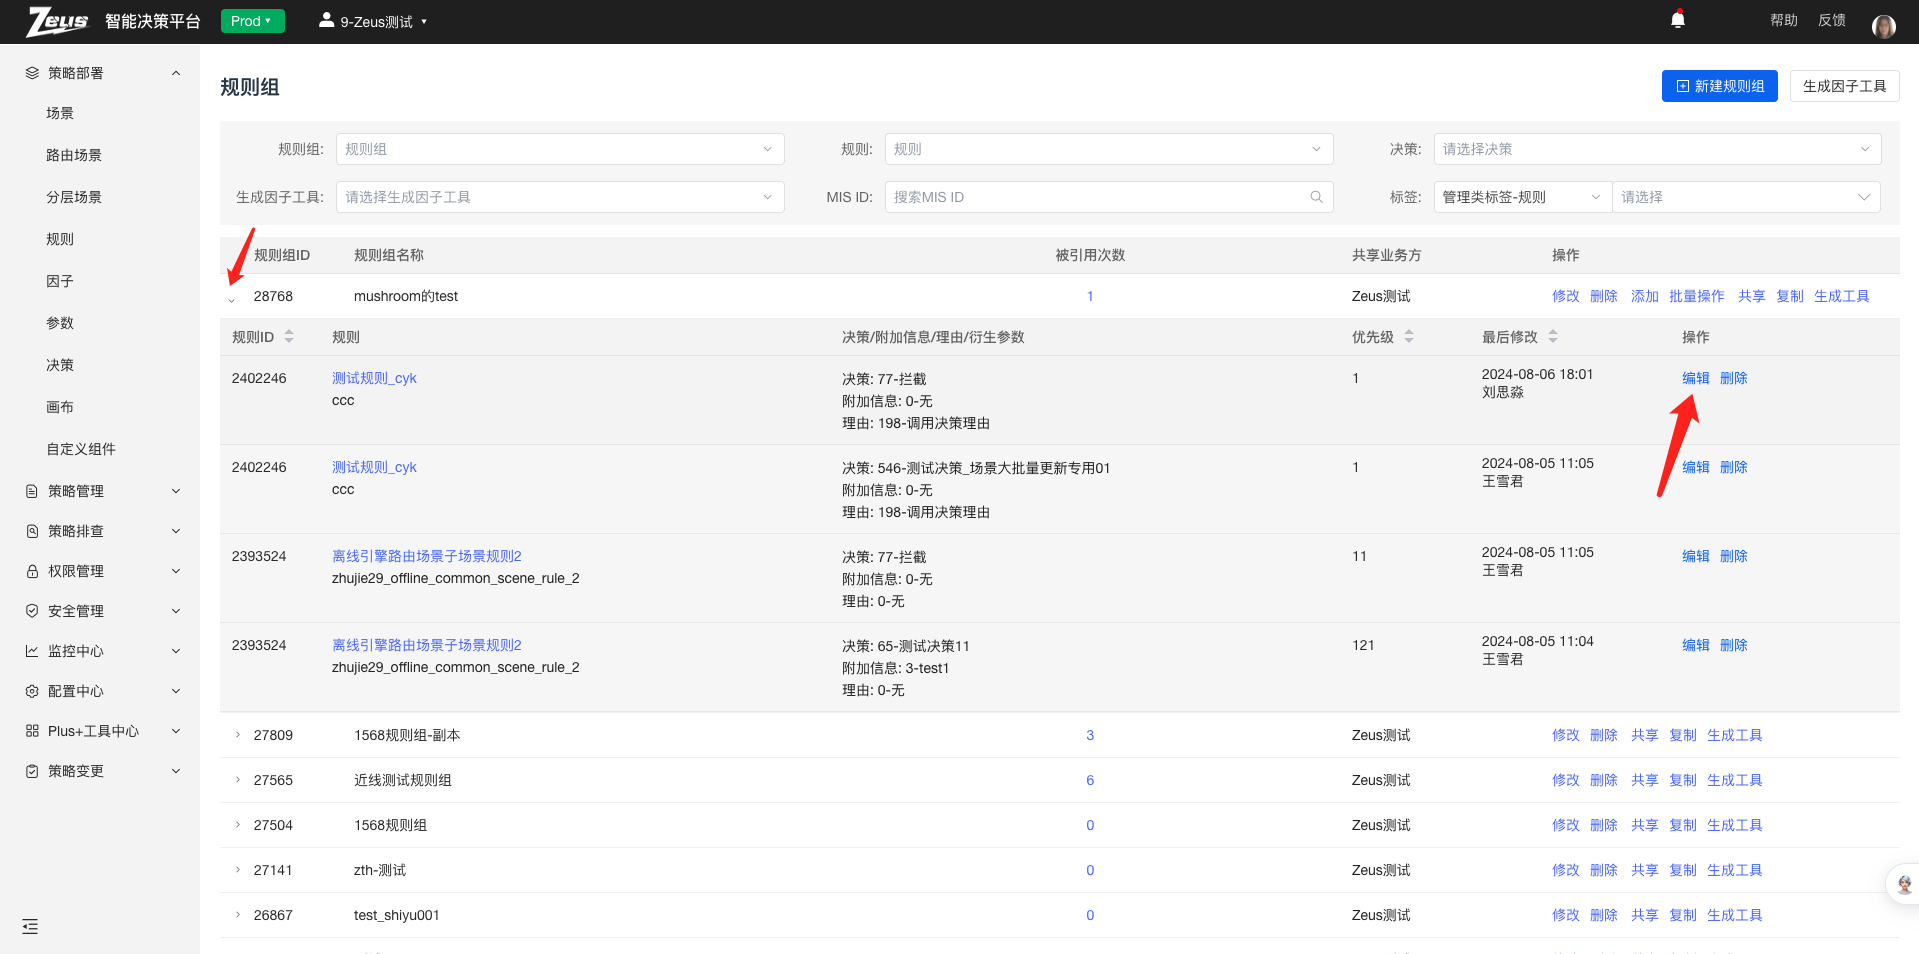 Zeus 智能决策平台 Prod 9-Zeus测试 帮助 反馈
策略部署
场景
路由场景
分层场景
规则
因子
参数
决策
画布
自定义组件
策略管理
策略排查
权限管理
安全管理
监控中心
配置中心
Plus+工具中心
策略变更
规则组 新建规则组 生成因子工具
规则组: 规则组 规则: 规则 决策: 请选择决策
生成因子工具: 请选择生成因子工具 MIS ID: 搜索MIS ID 标签: 管理类标签-规则 请选择
规则组ID 规则组名称 被引用次数 共享业务方 操作
28768 mushroom的test 1 Zeus测试 修改 删除 添加 批量操作 共享 复制 生成工具
规则ID 规则 决策/附加信息/理由/衍生参数 优先级 最后修改 操作
2402246 测试规则_cyk 决策: 77-拦截 1 2024-08-06 18:01 编辑 删除
ccc 附加信息: 0-无 刘思淼
理由: 198-调用决策理由
2402246 测试规则_cyk 决策: 546-测试决策_场景大批量更新专用01 1 2024-08-05 11:05 编辑 删除
ccc 附加信息: 0-无 王雪君
理由: 198-调用决策理由
2393524 离线引擎路由场景子场景规则2 决策: 77-拦截 11 2024-08-05 11:05 编辑 删除
zhujie29_offline_common_scene_rule_2 附加信息: 0-无 王雪君
理由: 0-无
2393524 离线引擎路由场景子场景规则2 决策: 65-测试决策11 121 2024-08-05 11:04 编辑 删除
zhujie29_offline_common_scene_rule_2 附加信息: 3-test1 王雪君
理由: 0-无
27809 1568规则组-副本 3 Zeus测试 修改 删除 共享 复制 生成工具
27565 近线测试规则组 6 Zeus测试 修改 删除 共享 复制 生成工具
27504 1568规则组 0 Zeus测试 修改 删除 共享 复制 生成工具
27141 zth-测试 0 Zeus测试 修改 删除 共享 复制 生成工具
26867 test_shiyu001 0 Zeus测试 修改 删除 共享 复制 生成工具